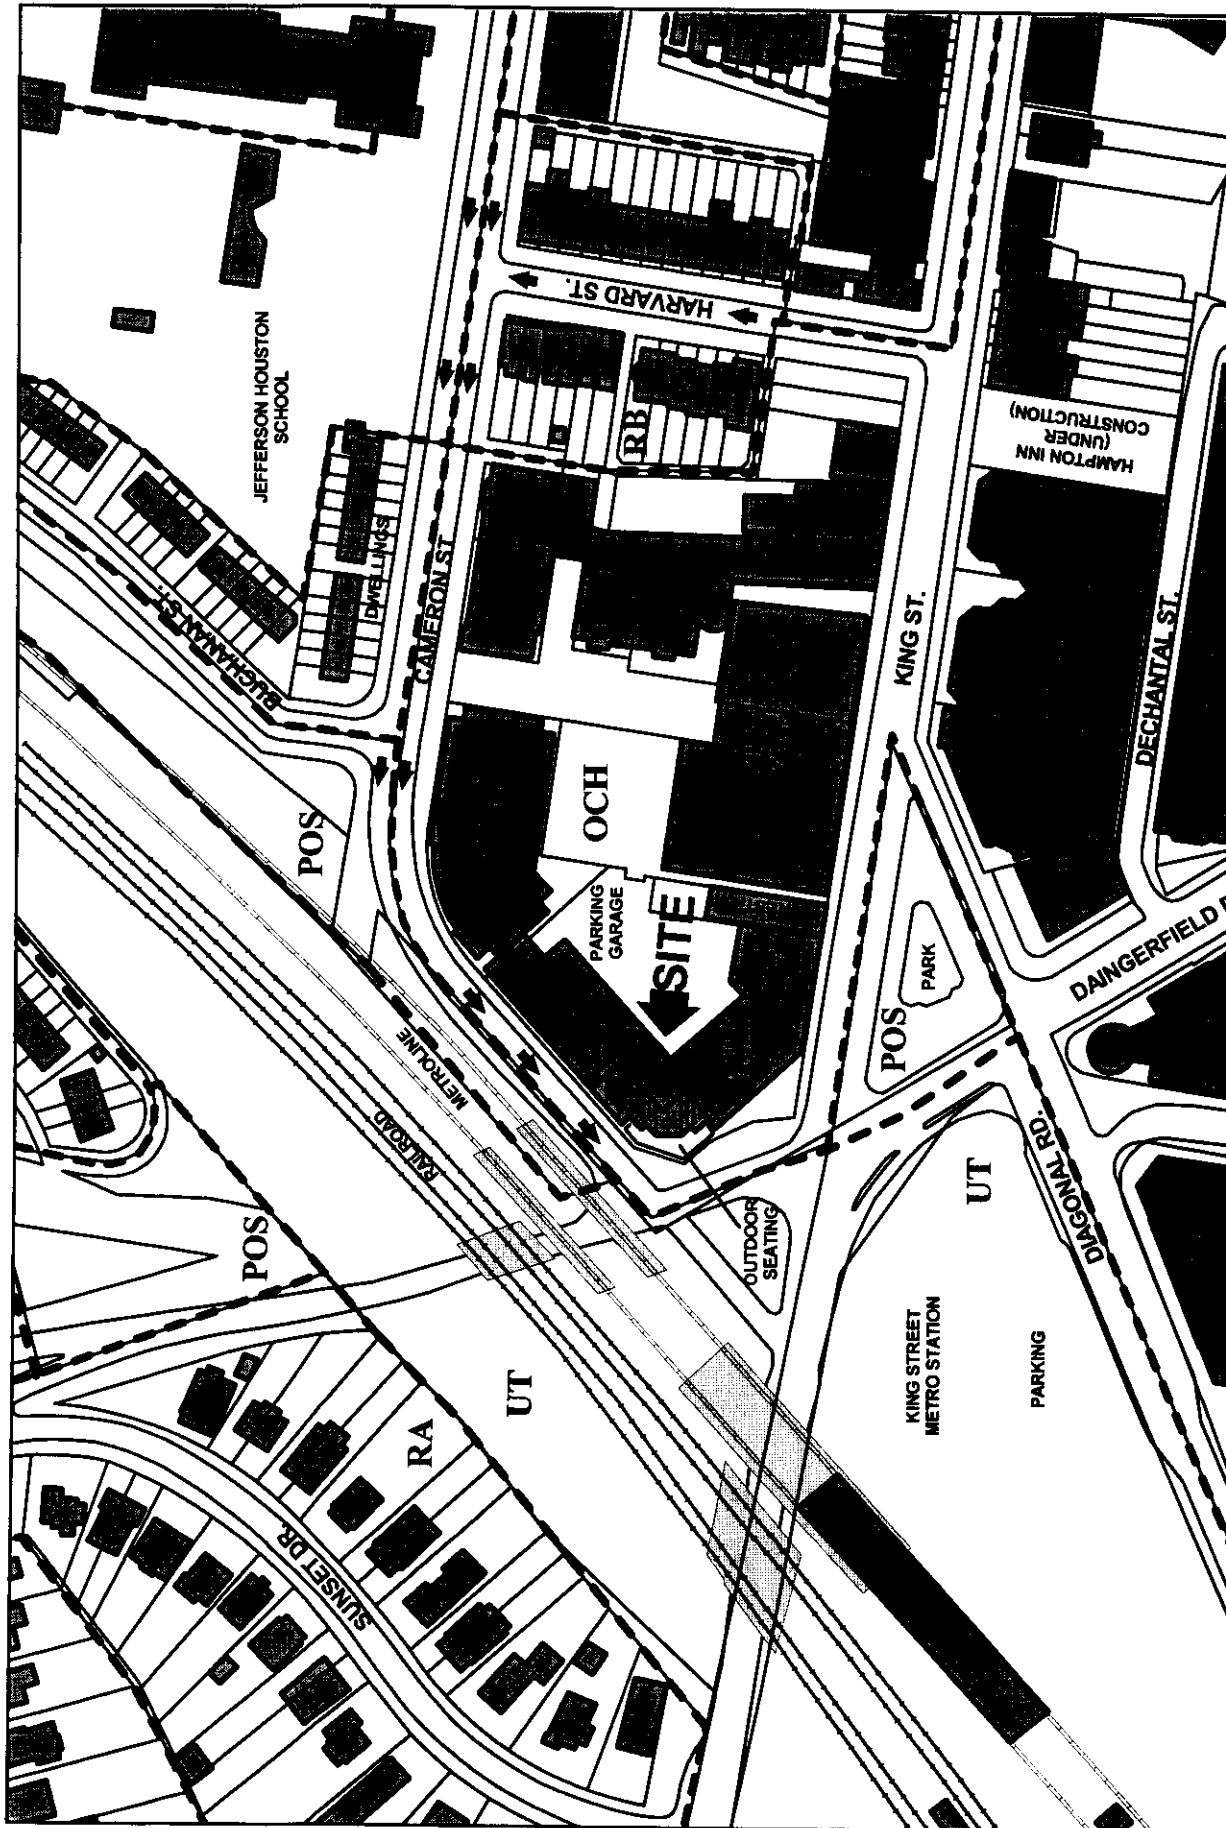 JEFFERSON HOUSTON
SCHOOL
BUCHANAN ST.
DWELLINGS
CAMERON ST
HARVARD ST.
RB
HAMPTON INN
(UNDER
CONSTRUCTION)
KING ST.
DECHANTAL ST.
POS
OCH
PARKING
GARAGE
SITE
PARK
POS
DAINGERFIELD
METROLINE
RAILROAD
POS
OUTDOOR
SEATING
UT
DIAGONAL RD.
UT
RA
SUNSET DR.
KING STREET
METRO STATION
PARKING